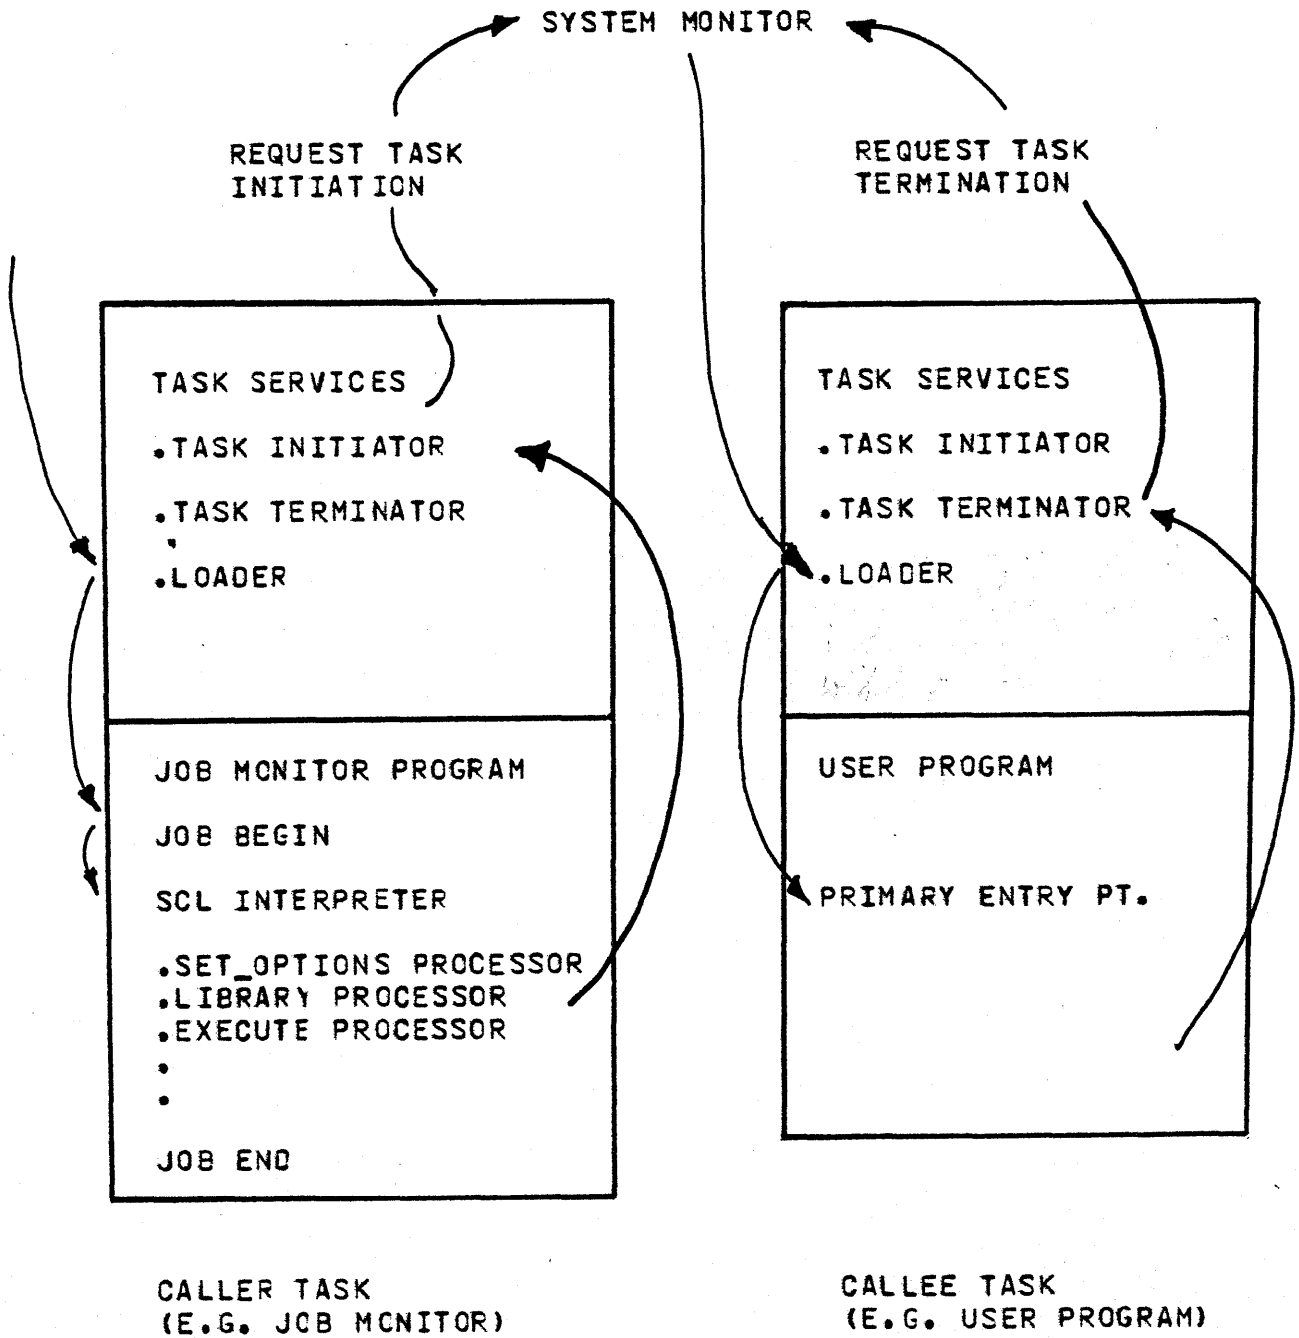 SYSTEM MONITOR
REQUEST TASK
INITIATION
REQUEST TASK
TERMINATION
TASK SERVICES
.TASK INITIATOR
.TASK TERMINATOR
.LOADER
JOB MONITOR PROGRAM
JOB BEGIN
SCL INTERPRETER
.SET_OPTIONS PROCESSOR
.LIBRARY PROCESSOR
.EXECUTE PROCESSOR
.
.
JOB END
CALLER TASK
(E.G. JOB MONITOR)
TASK SERVICES
.TASK INITIATOR
.TASK TERMINATOR
.LOADER
USER PROGRAM
PRIMARY ENTRY PT.
CALLEE TASK
(E.G. USER PROGRAM)